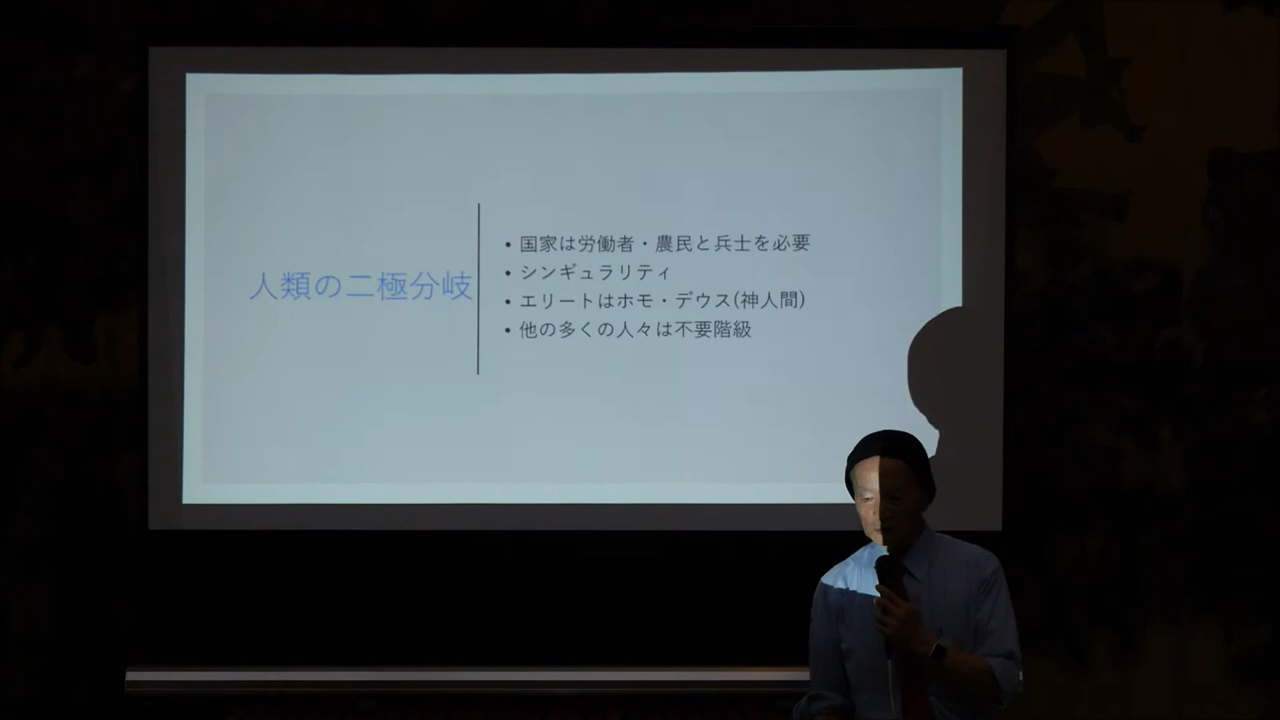 人類の二極分岐
• 国家は労働者・農民と兵士を必要
• シンギュラリティ
• エリートはホモ・デウス(神人間)
• 他の多くの人々は不要階級